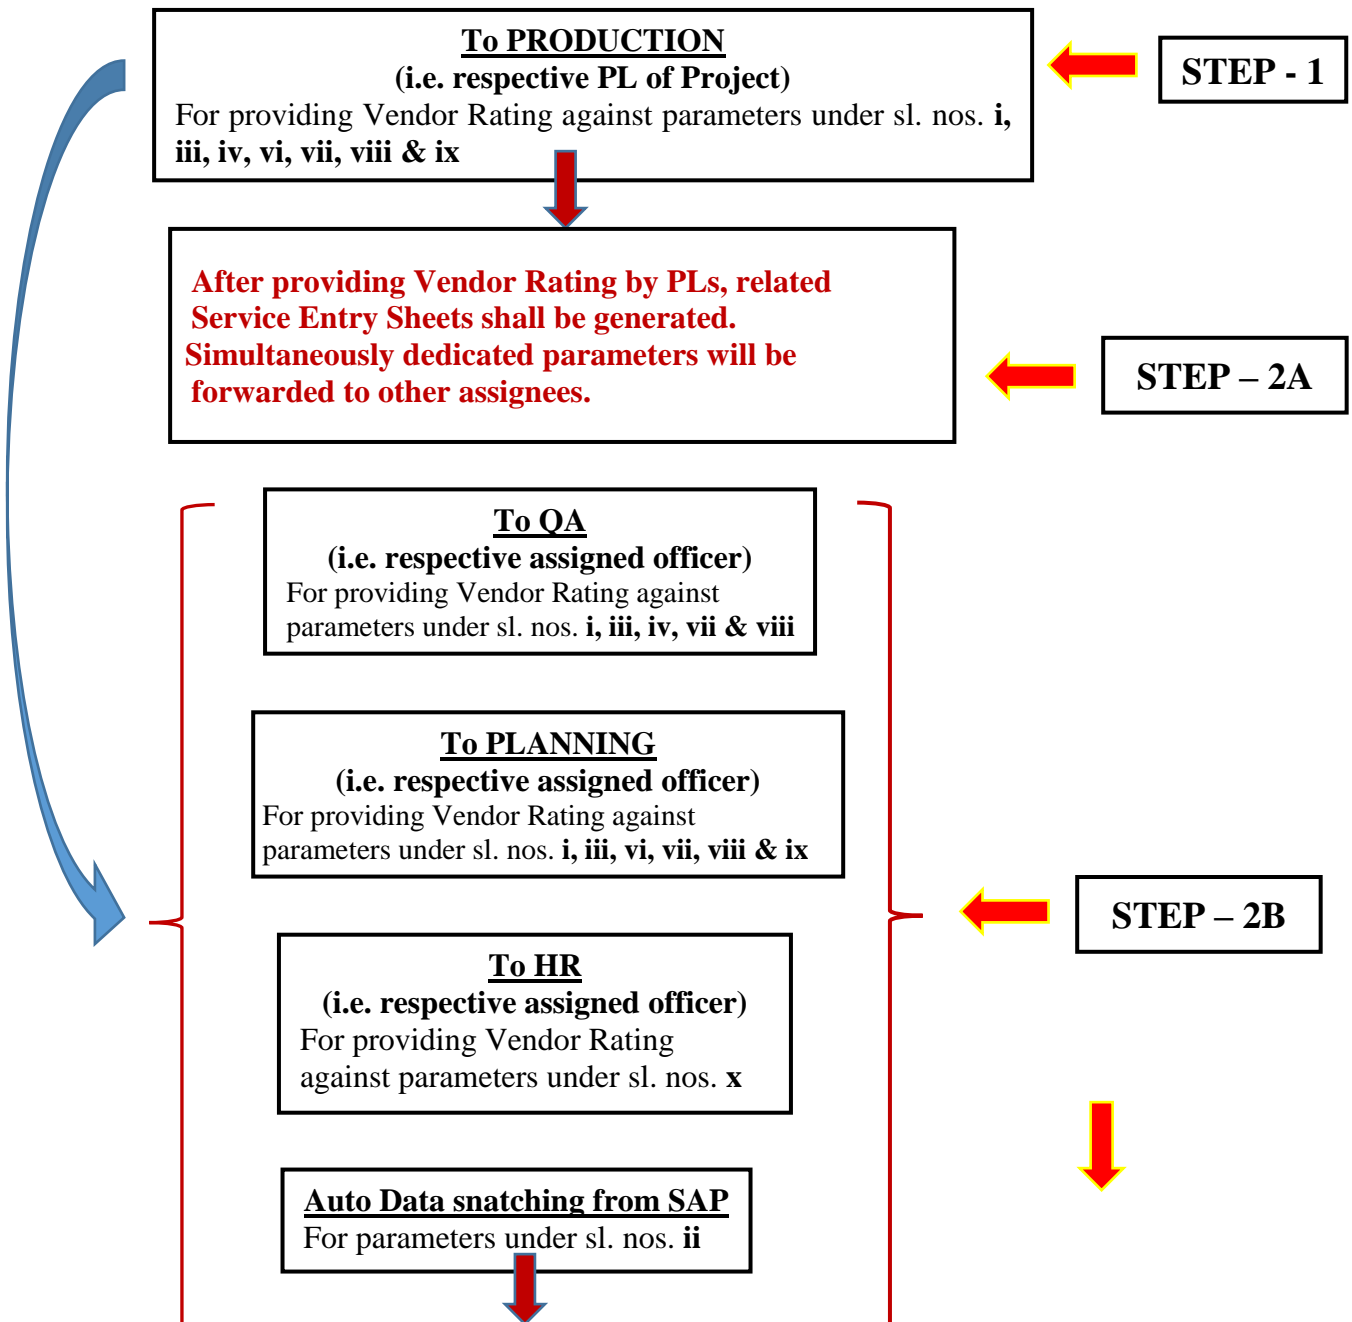 To PRODUCTION
(i.e. respective PL of Project)
For providing Vendor Rating against parameters under sl. nos. i,
iii, iv, vi, vii, viii & ix
STEP - 1
After providing Vendor Rating by PLs, related
Service Entry Sheets shall be generated.
Simultaneously dedicated parameters will be
forwarded to other assignees.
STEP – 2A
To QA
(i.e. respective assigned officer)
For providing Vendor Rating against
parameters under sl. nos. i, iii, iv, vii & viii
To PLANNING
(i.e. respective assigned officer)
For providing Vendor Rating against
parameters under sl. nos. i, iii, vi, vii, viii & ix
STEP – 2B
To HR
(i.e. respective assigned officer)
For providing Vendor Rating
against parameters under sl. nos. x
Auto Data snatching from SAP
For parameters under sl. nos. ii